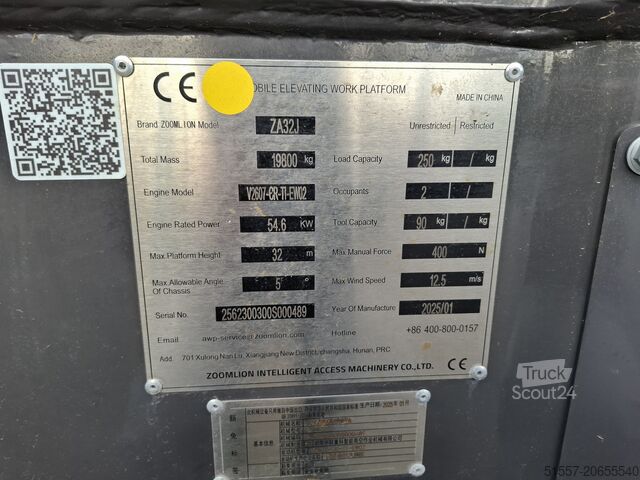 CE
OBILE ELEVATING WORK PLATFORM
MADE IN CHINA
Brand ZOOMLION Model ZA32J Unrestricted Restricted
Total Mass 19800 kg Load Capacity 250 kg / kg
Engine Model V2607-CR-TI-EW02 Occupants 2 / /
Engine Rated Power 54.6 KW Tool Capacity 90 kg / kg
Max.Platform Height 32 m Max Manual Force 400 N
Max.Allowable Angle Of Chassis 5° Max Wind Speed 12.5 m/s
Serial No. 2562300300S000489 Year Of Manufacture 2025/01
Email awp-service@zoomlion.com Hotline +86 400-800-0157
Add. 701 Xulong Nan Lu, Xiangjiang New District, changsha, Hunan, PRC
ZOOMLION INTELLIGENT ACCESS MACHINERY CO.,LTD. CE
Truck
Scout24
51557-20655540